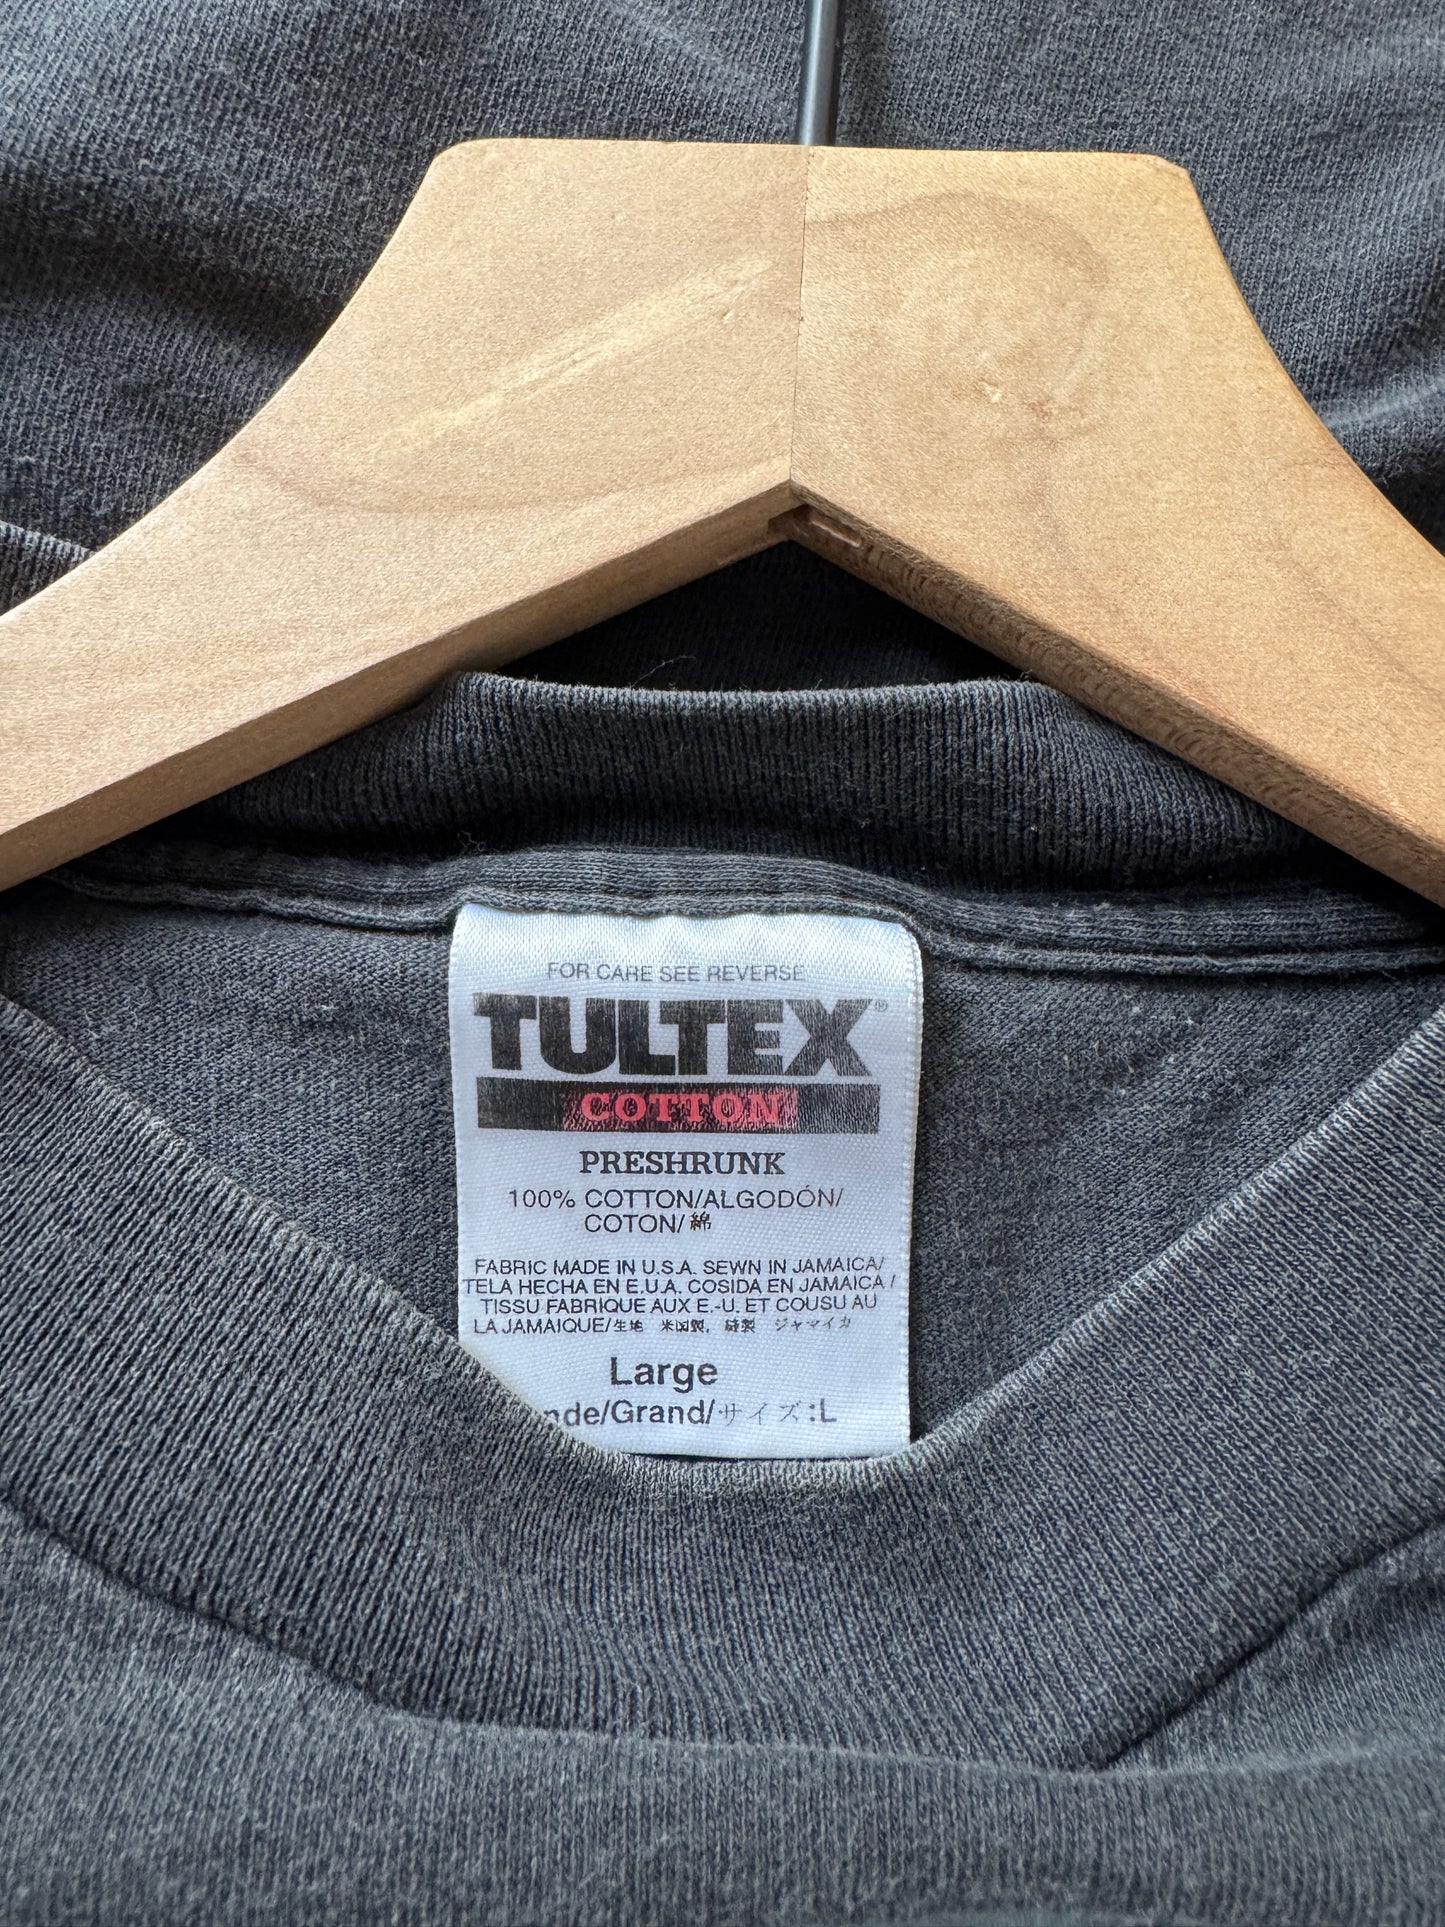 FOR CARE SEE REVERSE
TULTEX®
COTTON
PRESHRUNK
100% COTTON/ALGODÓN/
COTON/綿
FABRIC MADE IN U.S.A. SEWN IN JAMAICA/
TELA HECHA EN E.U.A. COSIDA EN JAMAICA /
TISSU FABRIQUE AUX E.-U. ET COUSU AU
LA JAMAIQUE/生地 米国製, 縫製 ジャマイカ
Large
nde/Grand/サイズ:L